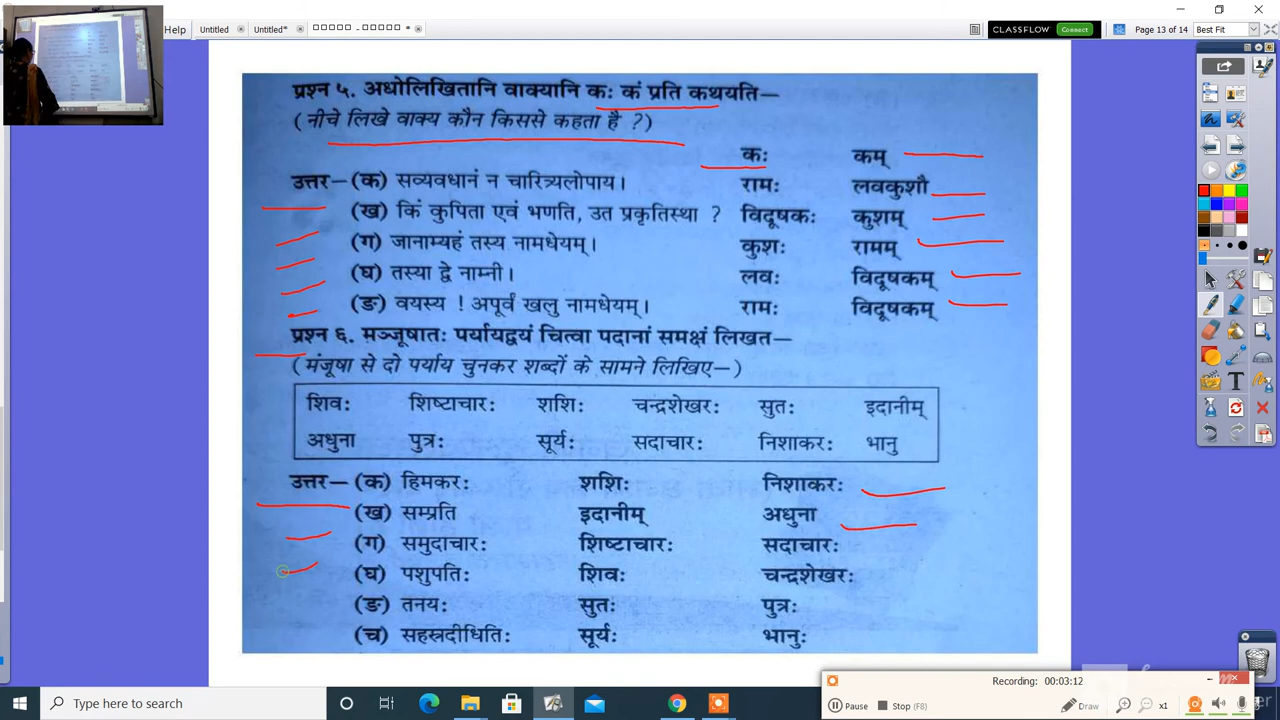 Help Untitled Untitled* CLASSFLOW Connect Page 13 of 14 Best Fit
प्रश्न ५. अधोलिखितानि वाक्यानि कः कं प्रति कथयति—
(नीचे लिखे वाक्य कौन किससे कहता है ?)
कः कम्
उत्तर—(क) सव्यवधानं न चारित्र्यलोपाय। रामः लवकुशौ
(ख) किं कुपिता एवं भणति, उत प्रकृतिस्था ? विदूषकः कुशम्
(ग) जानाम्यहं तस्य नामधेयम्। कुशः रामम्
(घ) तस्या द्वे नाम्नी। लवः विदूषकम्
(ङ) वयस्य ! अपूर्वं खलु नामधेयम्। रामः विदूषकम्
प्रश्न ६. मञ्जूषातः पर्यायद्वयं चित्वा पदानां समक्षं लिखत—
(मंजूषा से दो पर्याय चुनकर शब्दों के सामने लिखिए—)
शिवः शिष्टाचारः शशिः चन्द्रशेखरः सुतः इदानीम्
अधुना पुत्रः सूर्यः सदाचारः निशाकरः भानु
उत्तर—(क) हिमकरः शशिः निशाकरः
(ख) सम्प्रति इदानीम् अधुना
(ग) समुदाचारः शिष्टाचारः सदाचारः
(घ) पशुपतिः शिवः चन्द्रशेखरः
(ङ) तनयः सुतः पुत्रः
(च) सहस्रदीधितिः सूर्यः भानुः
Recording: 00:03:12
Type here to search Pause Stop (F8) Draw x1